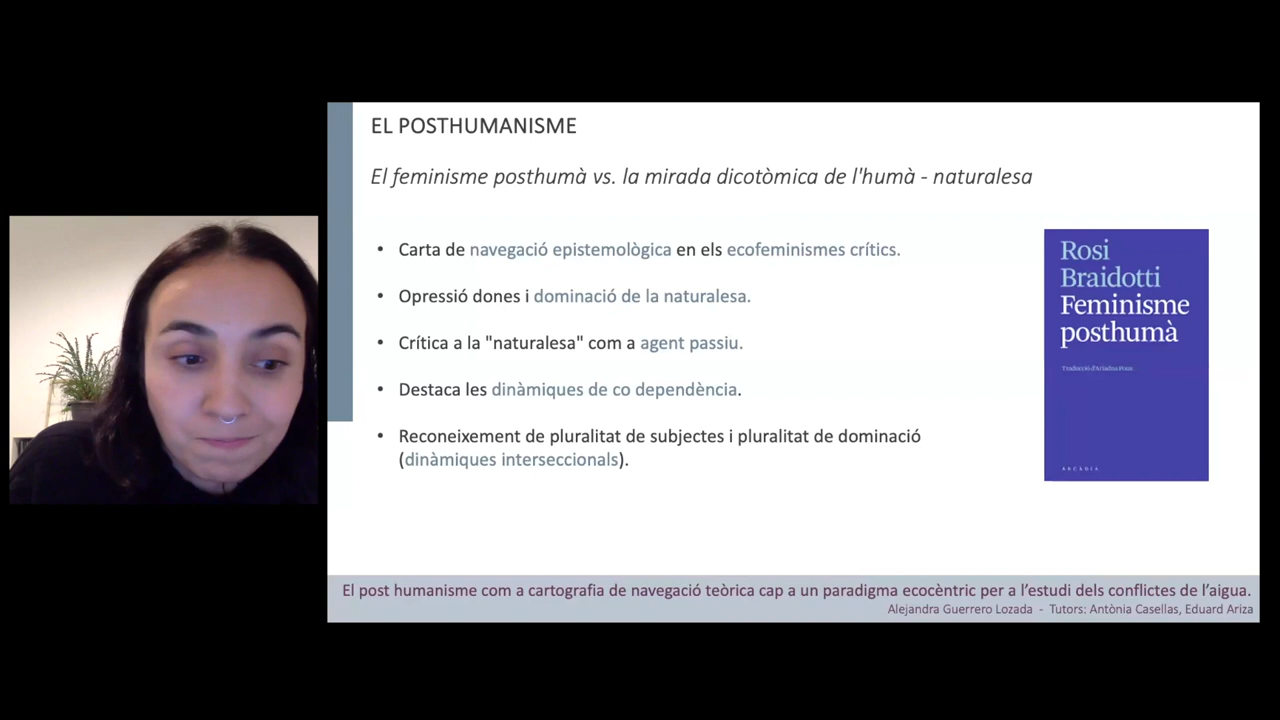 EL POSTHUMANISME
El feminisme posthumà vs. la mirada dicotòmica de l'humà - naturalesa
• Carta de navegació epistemològica en els ecofeminismes crítics.
• Opressió dones i dominació de la naturalesa.
• Crítica a la "naturalesa" com a agent passiu.
• Destaca les dinàmiques de co dependència.
• Reconeixement de pluralitat de subjectes i pluralitat de dominació
(dinàmiques interseccionals).
Rosi
Braidotti
Feminisme
posthumà
Traducció d'Ariadna Pous
ARCÀDIA
El post humanisme com a cartografia de navegació teòrica cap a un paradigma ecocèntric per a l'estudi dels conflictes de l'aigua.
Alejandra Guerrero Lozada - Tutors: Antònia Casellas, Eduard Ariza